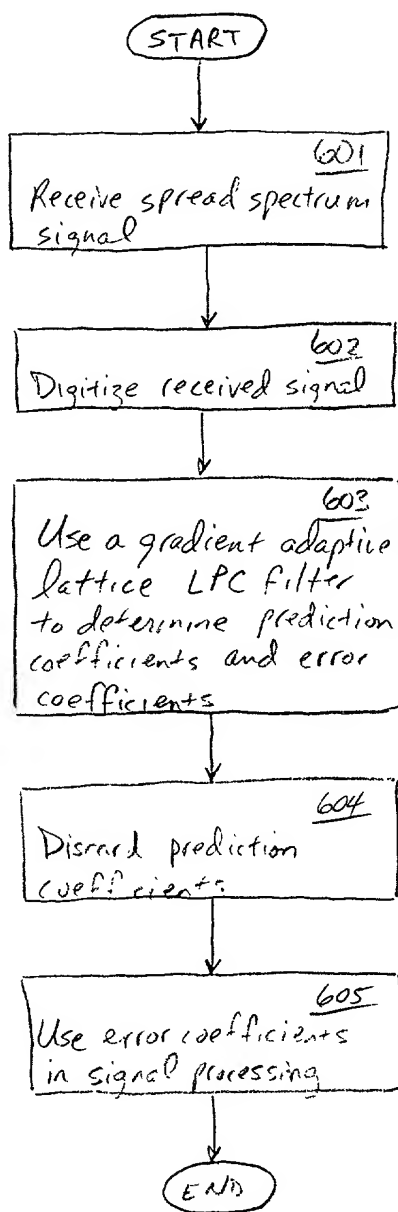 START
601
Receive spread spectrum
signal
602
Digitize received signal
603
Use a gradient adaptive
lattice LPC filter
to determine prediction
coefficients and error
coefficients
604
Discard prediction
coefficients
605
Use error coefficients
in signal processing
END